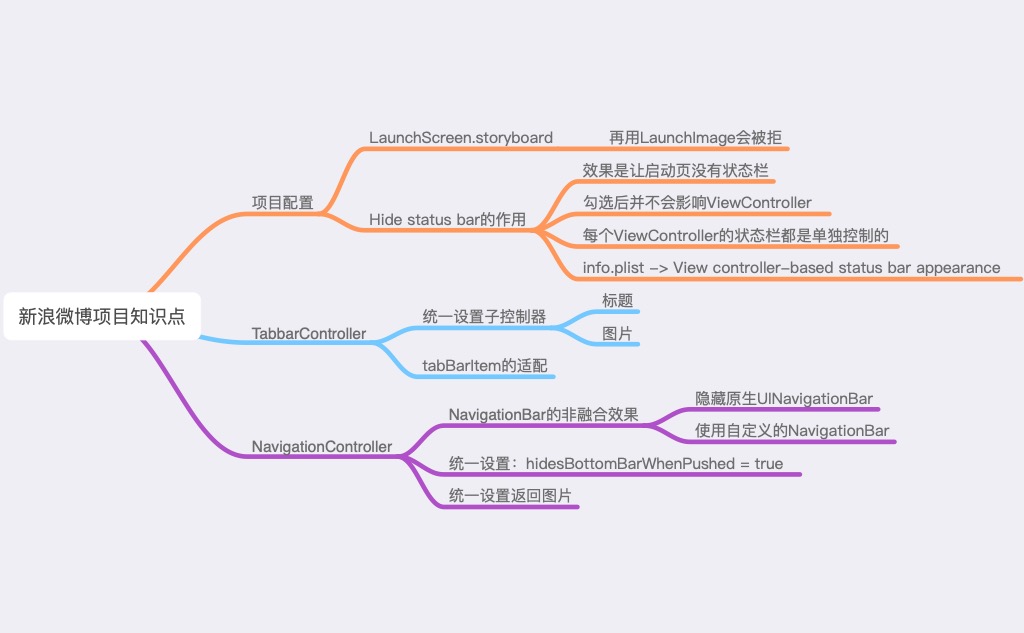 新浪微博项目知识点
项目配置
LaunchScreen.storyboard
再用LaunchImage会被拒
Hide status bar的作用
效果是让启动页没有状态栏
勾选后并不会影响ViewController
每个ViewController的状态栏都是单独控制的
info.plist -> View controller-based status bar appearance
TabbarController
统一设置子控制器
标题
图片
tabBarItem的适配
NavigationController
NavigationBar的非融合效果
隐藏原生UINavigationBar
使用自定义的NavigationBar
统一设置：hidesBottomBarWhenPushed = true
统一设置返回图片